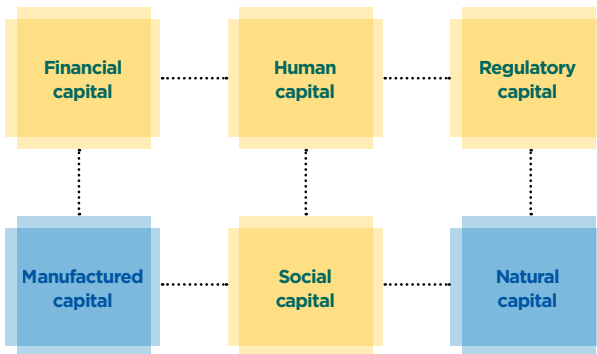 Financial
capital
Human
capital
Regulatory
capital
Manufactured
capital
Social
capital
Natural
capital